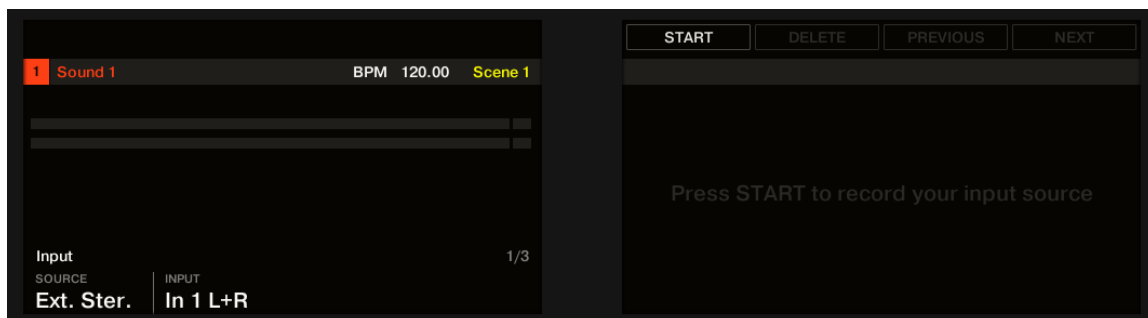 START DELETE PREVIOUS NEXT
1 Sound 1 BPM 120.00 Scene 1
Press START to record your input source
Input 1/3
SOURCE INPUT
Ext. Ster. In 1 L+R